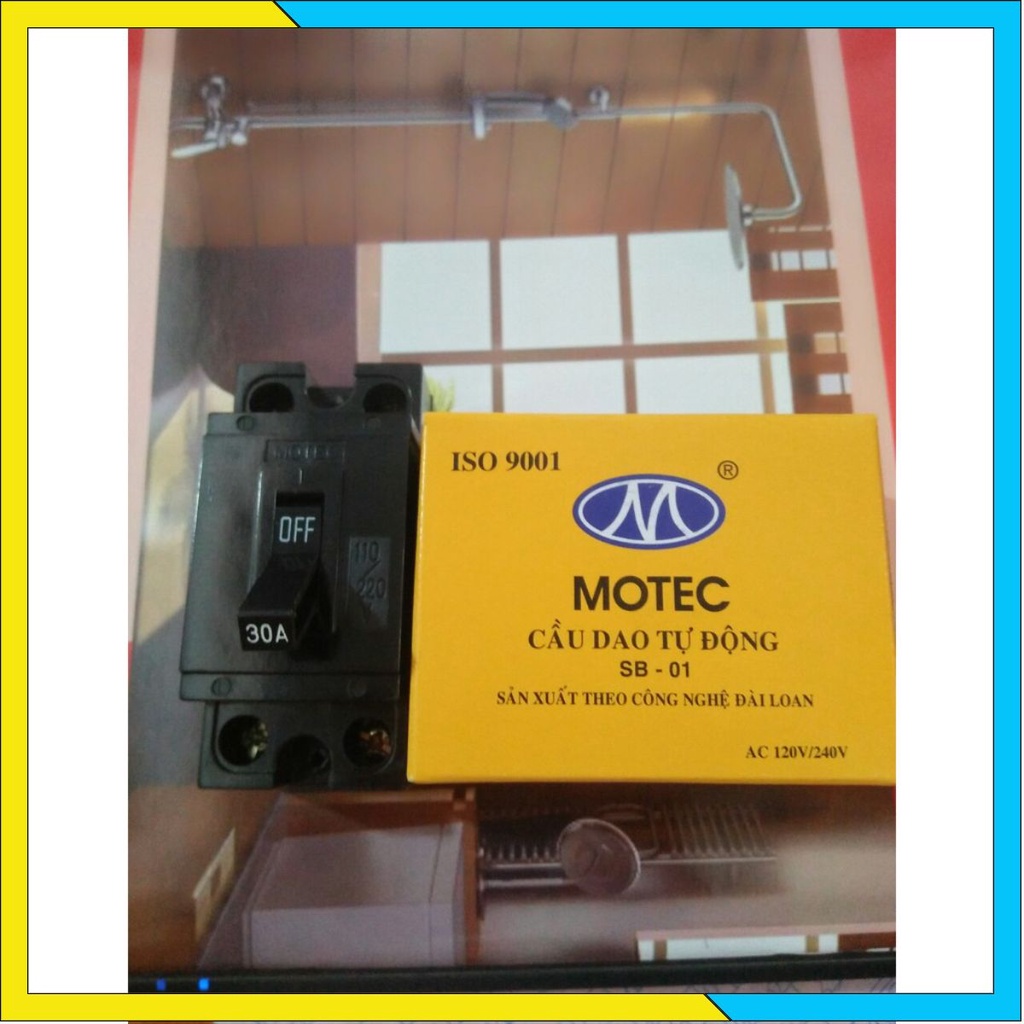 MOTEC
OFF
110
220
30A
ISO 9001
®
MOTEC
CẦU DAO TỰ ĐỘNG
SB - 01
SẢN XUẤT THEO CÔNG NGHỆ ĐÀI LOAN
AC 120V/240V